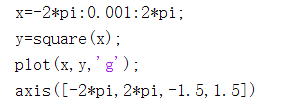 x=-2*pi:0.001:2*pi;
y=square(x);
plot(x,y,'g');
axis([-2*pi,2*pi,-1.5,1.5])